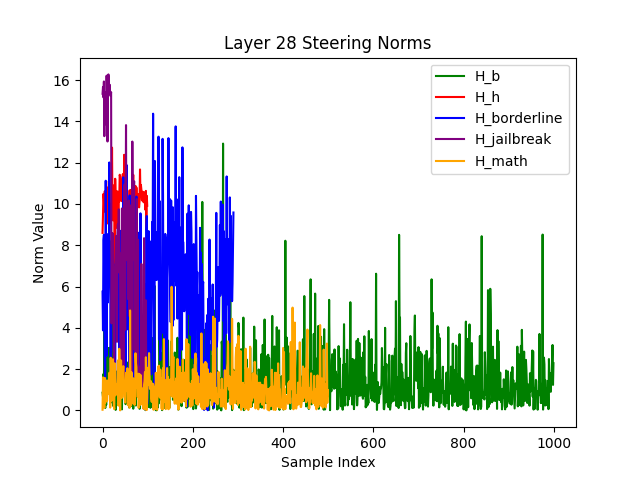 Layer 28 Steering Norms
H_b
H_h
H_borderline
H_jailbreak
H_math
Norm Value
16
14
12
10
8
6
4
2
0
0 200 400 600 800 1000
Sample Index